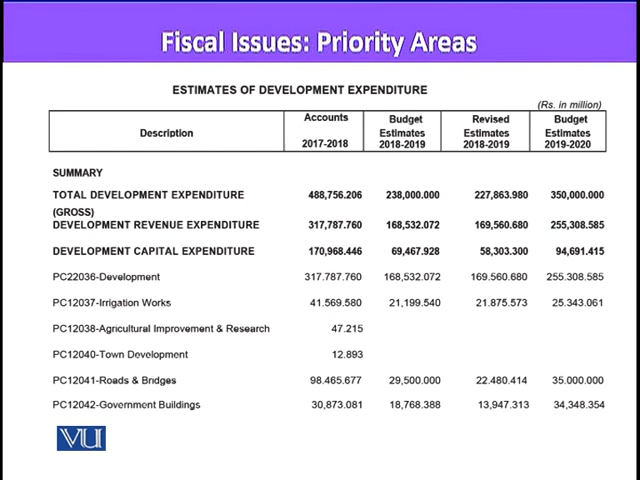 Fiscal Issues: Priority Areas
ESTIMATES OF DEVELOPMENT EXPENDITURE
(Rs. in million)
Description Accounts 2017-2018 Budget Estimates 2018-2019 Revised Estimates 2018-2019 Budget Estimates 2019-2020
SUMMARY
TOTAL DEVELOPMENT EXPENDITURE 488,756.206 238,000.000 227,863.980 350,000.000
(GROSS)
DEVELOPMENT REVENUE EXPENDITURE 317,787.760 168,532.072 169,560.680 255,308.585
DEVELOPMENT CAPITAL EXPENDITURE 170,968.446 69,467.928 58,303.300 94,691.415
PC22036-Development 317.787.760 168,532.072 169.560.680 255.308.585
PC12037-Irrigation Works 41.569.580 21,199.540 21.875.573 25.343.061
PC12038-Agricultural Improvement & Research 47.215
PC12040-Town Development 12.893
PC12041-Roads & Bridges 98.465.677 29,500.000 22.480.414 35.000.000
PC12042-Government Buildings 30,873.081 18,768.388 13,947.313 34,348.354
VU